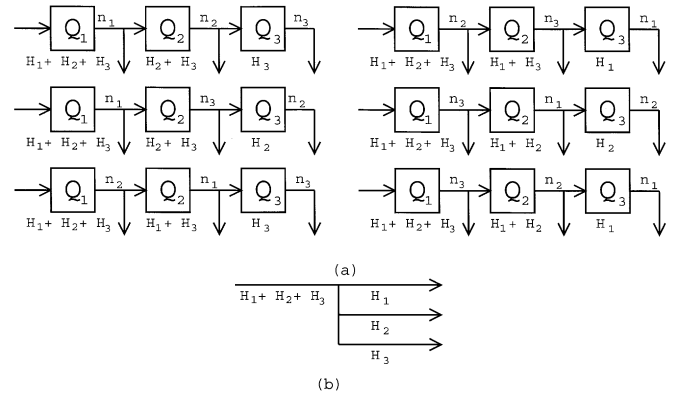 n₁ n₂ n₃ n₂ n₃ n₁
Q₁ Q₂ Q₃ Q₁ Q₂ Q₃
H₁+ H₂+ H₃ H₂+ H₃ H₃ H₁+ H₂+ H₃ H₁+ H₃ H₁
n₁ n₃ n₂ n₃ n₁ n₂
Q₁ Q₂ Q₃ Q₁ Q₂ Q₃
H₁+ H₂+ H₃ H₂+ H₃ H₂ H₁+ H₂+ H₃ H₁+ H₂ H₂
n₂ n₁ n₃ n₃ n₂ n₁
Q₁ Q₂ Q₃ Q₁ Q₂ Q₃
H₁+ H₂+ H₃ H₁+ H₃ H₃ H₁+ H₂+ H₃ H₁+ H₂ H₁
(a)
H₁+ H₂+ H₃ H₁
H₂
H₃
(b)